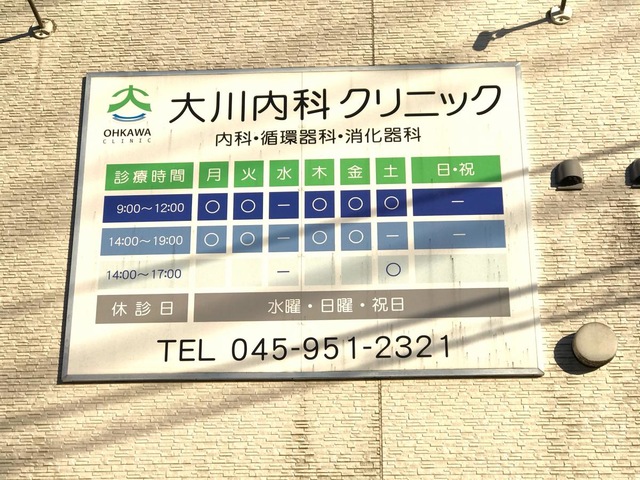 大川内科クリニック
OHKAWA
CLINIC
内科・循環器科・消化器科
診療時間 月 火 水 木 金 土 日・祝
9:00～12:00 ○ ○ － ○ ○ ○ －
14:00～19:00 ○ ○ － ○ ○ － －
14:00～17:00 － ○
休診日 水曜・日曜・祝日
TEL 045-951-2321